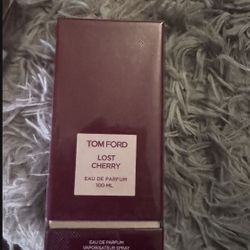 TOM FORD
LOST
CHERRY
EAU DE PARFUM
100 ML
EAU DE PARFUM
VAPORISATEUR SPRAY